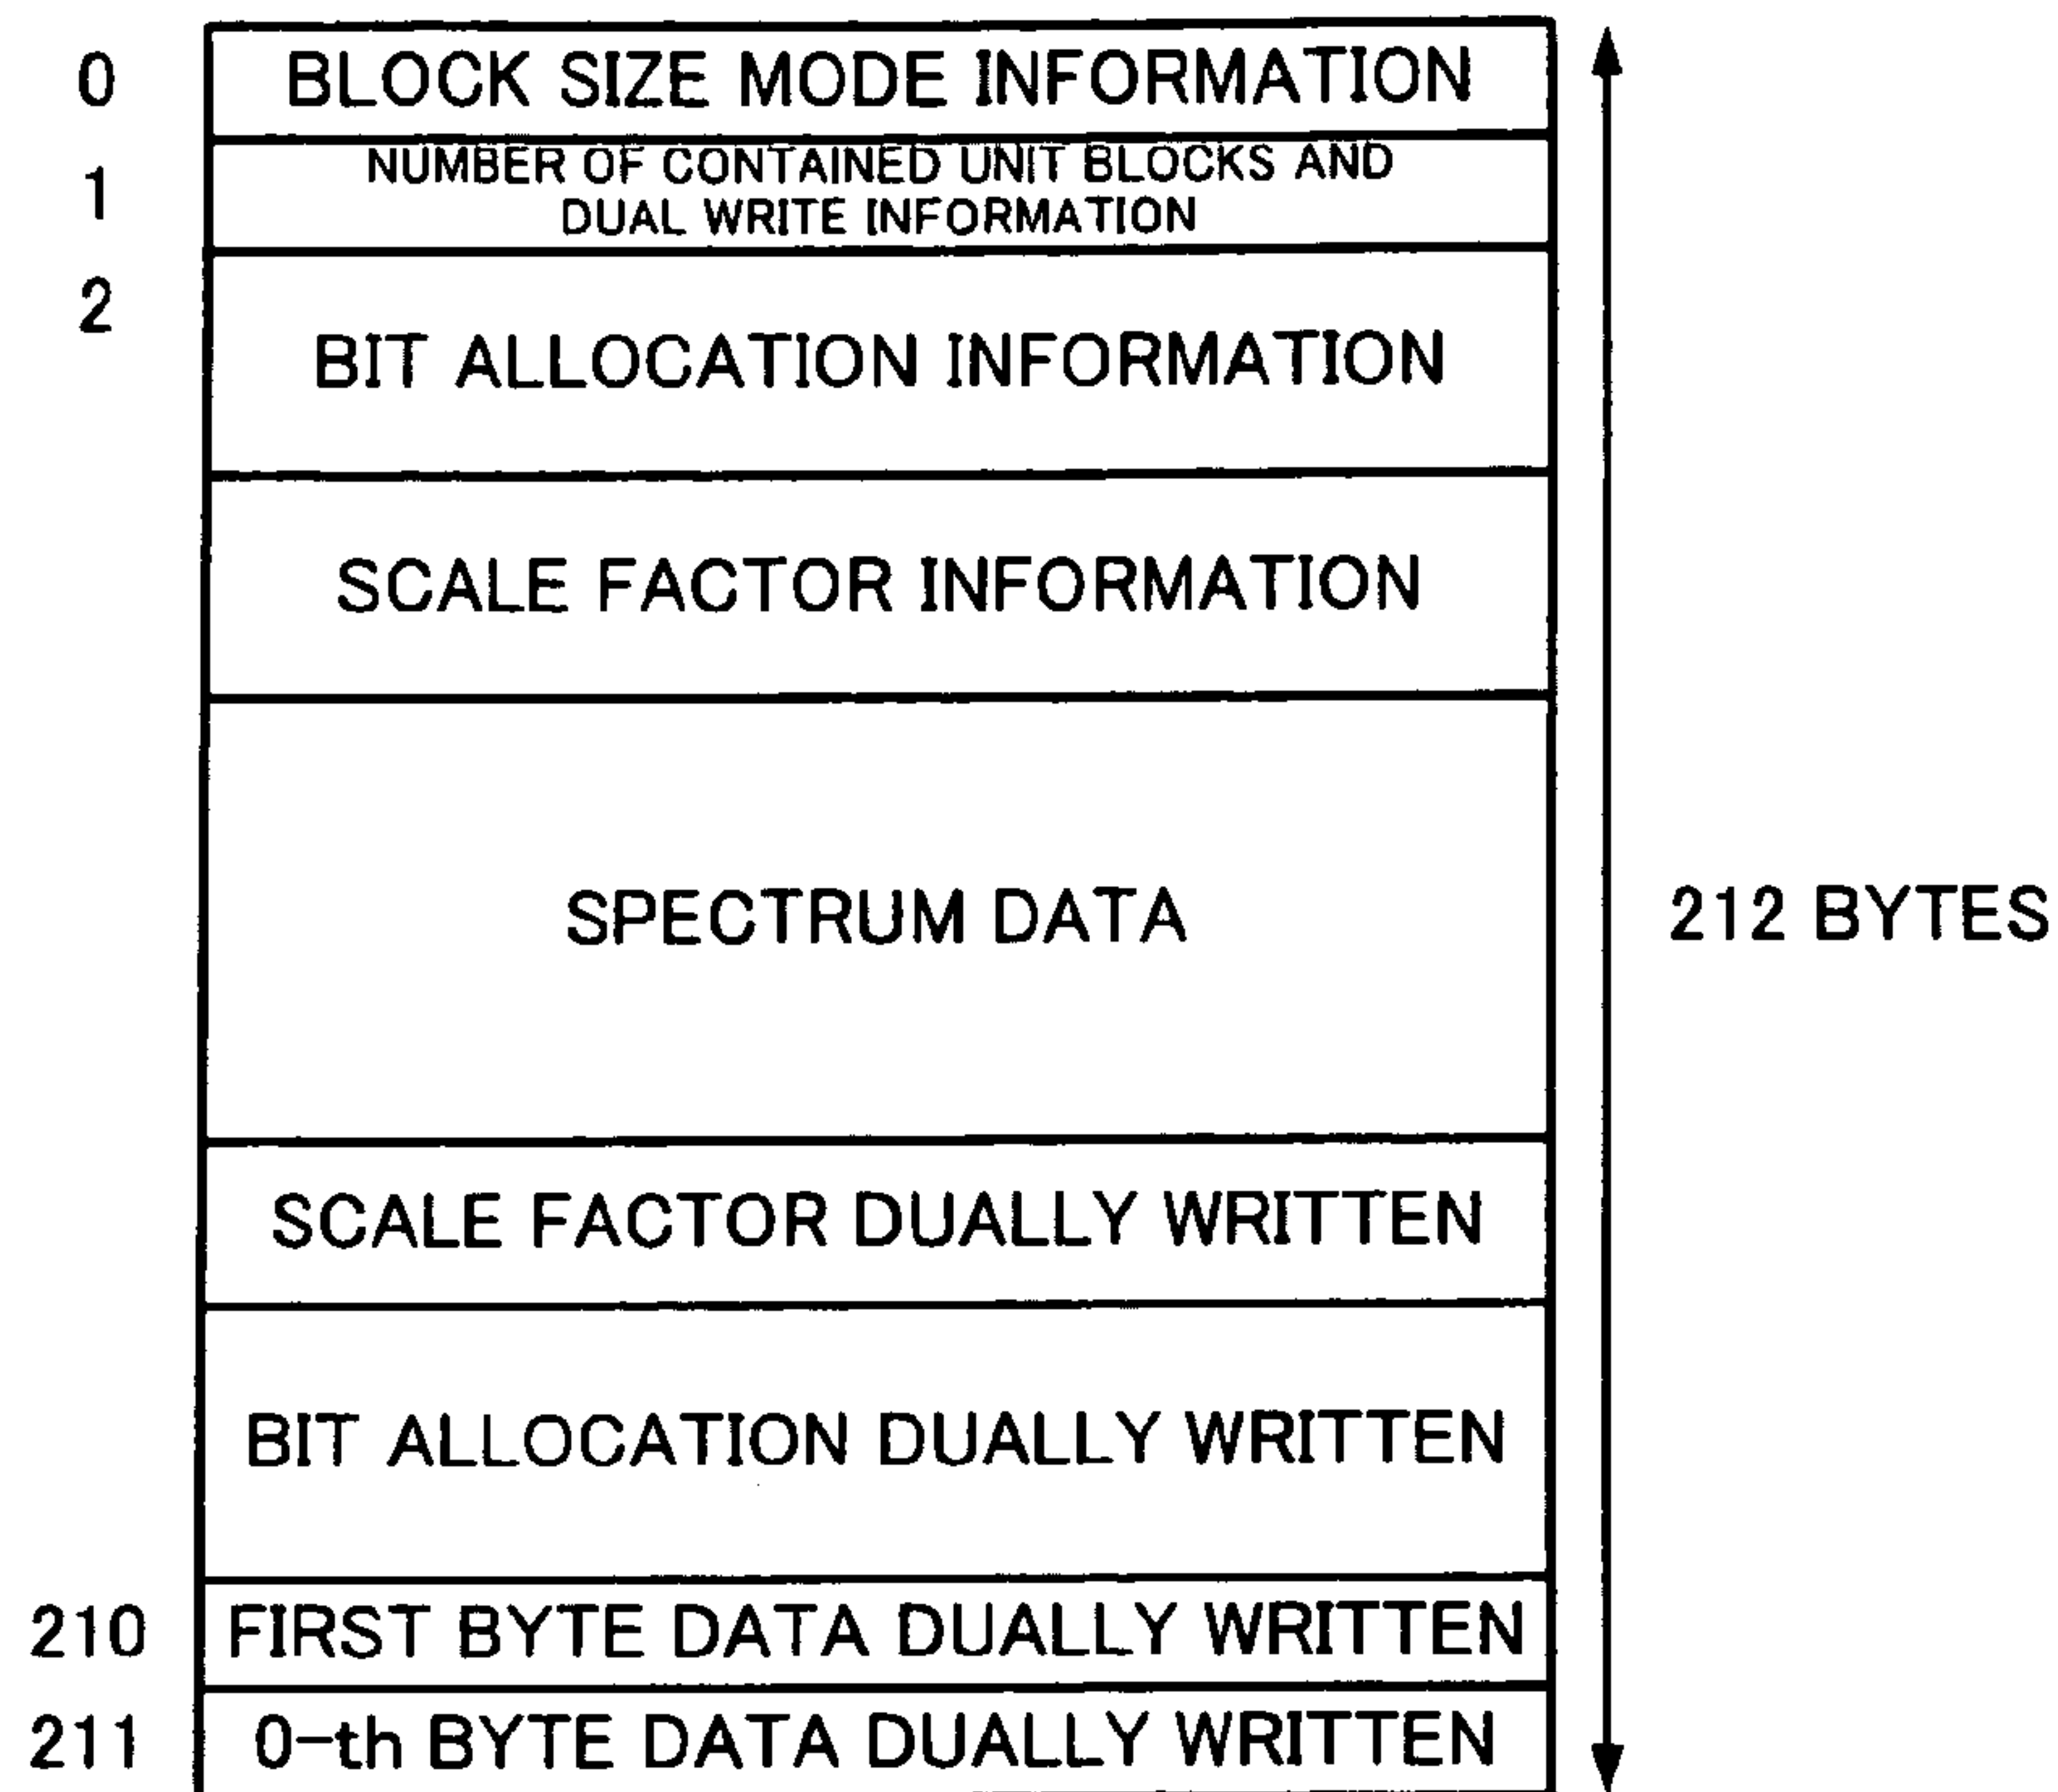 0 BLOCK SIZE MODE INFORMATION
1 NUMBER OF CONTAINED UNIT BLOCKS AND
DUAL WRITE INFORMATION
2
BIT ALLOCATION INFORMATION
SCALE FACTOR INFORMATION
SPECTRUM DATA
212 BYTES
SCALE FACTOR DUALLY WRITTEN
BIT ALLOCATION DUALLY WRITTEN
210 FIRST BYTE DATA DUALLY WRITTEN
211 0-th BYTE DATA DUALLY WRITTEN